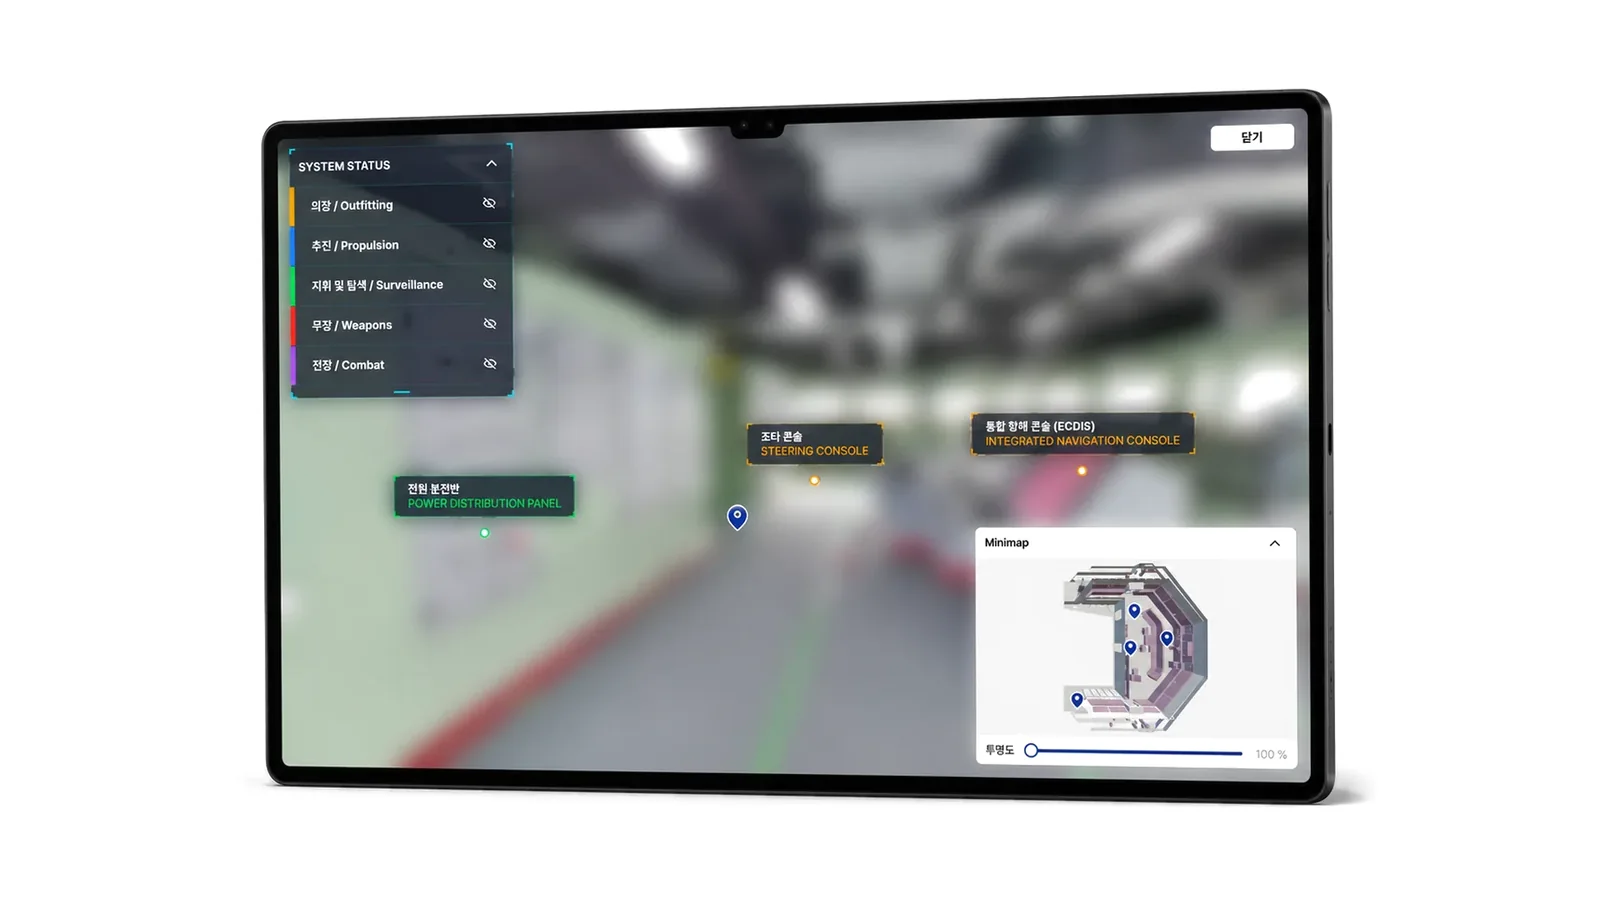 닫기
SYSTEM STATUS
의장 / Outfitting
추진 / Propulsion
지휘 및 탐색 / Surveillance
무장 / Weapons
전장 / Combat
통합 항해 콘솔 (ECDIS)
INTEGRATED NAVIGATION CONSOLE
조타 콘솔
STEERING CONSOLE
전원 분전반
POWER DISTRIBUTION PANEL
Minimap
투명도
100 %